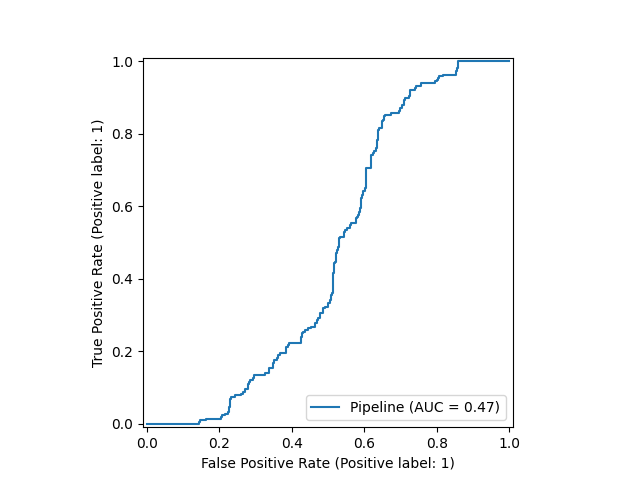 1.0
0.8
0.6
0.4
0.2
0.0
True Positive Rate (Positive label: 1)
Pipeline (AUC = 0.47)
0.0 0.2 0.4 0.6 0.8 1.0
False Positive Rate (Positive label: 1)